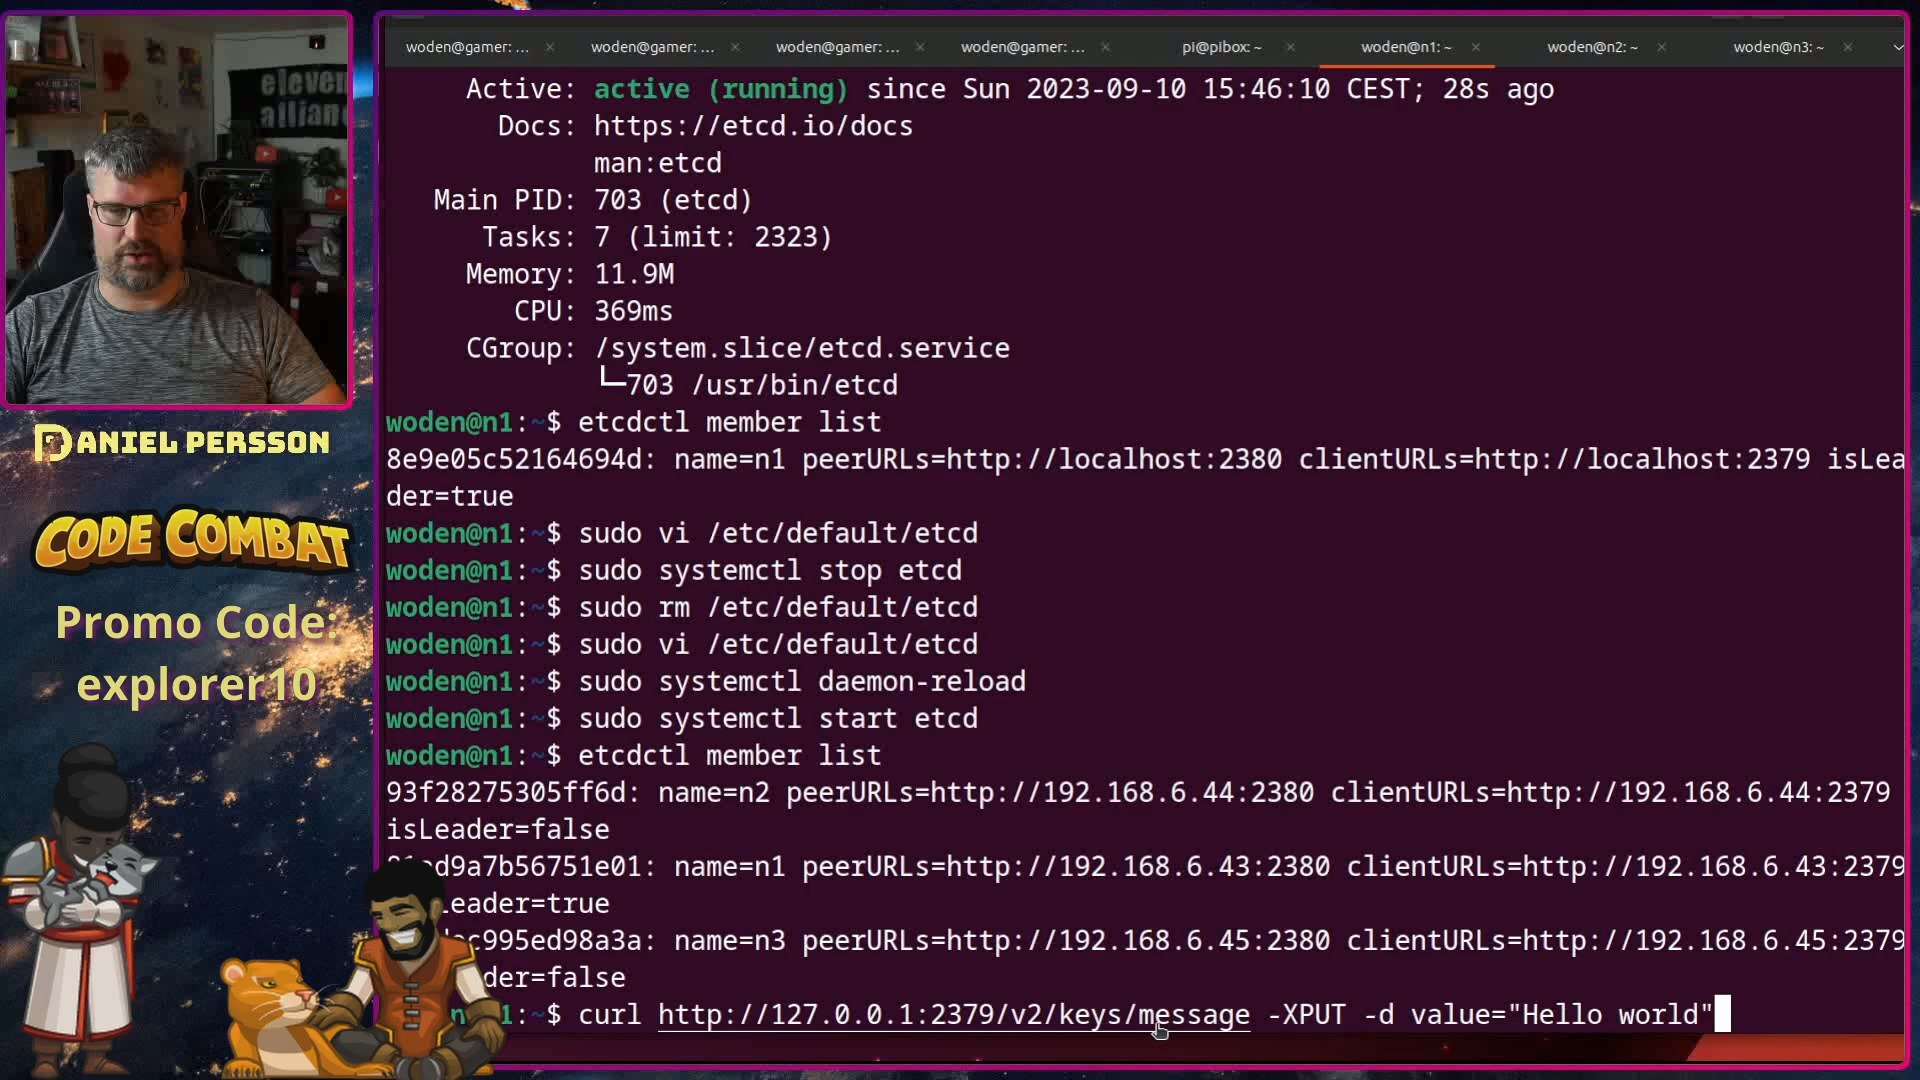 woden@gamer: ...
woden@gamer: ...
woden@gamer: ...
woden@gamer: ...
pi@pibox: ~
woden@n1: ~
woden@n2: ~
woden@n3: ~
eleven
allian
Active: active (running) since Sun 2023-09-10 15:46:10 CEST; 28s ago
Docs: https://etcd.io/docs
man:etcd
Main PID: 703 (etcd)
Tasks: 7 (limit: 2323)
Memory: 11.9M
CPU: 369ms
CGroup: /system.slice/etcd.service
└─703 /usr/bin/etcd
woden@n1:~$ etcdctl member list
8e9e05c52164694d: name=n1 peerURLs=http://localhost:2380 clientURLs=http://localhost:2379 isLea
der=true
woden@n1:~$ sudo vi /etc/default/etcd
woden@n1:~$ sudo systemctl stop etcd
woden@n1:~$ sudo rm /etc/default/etcd
woden@n1:~$ sudo vi /etc/default/etcd
woden@n1:~$ sudo systemctl daemon-reload
woden@n1:~$ sudo systemctl start etcd
woden@n1:~$ etcdctl member list
93f28275305ff6d: name=n2 peerURLs=http://192.168.6.44:2380 clientURLs=http://192.168.6.44:2379
isLeader=false
d9a7b56751e01: name=n1 peerURLs=http://192.168.6.43:2380 clientURLs=http://192.168.6.43:2379
eader=true
c995ed98a3a: name=n3 peerURLs=http://192.168.6.45:2380 clientURLs=http://192.168.6.45:2379
der=false
1:~$ curl http://127.0.0.1:2379/v2/keys/message -XPUT -d value="Hello world"
DANIEL PERSSON
CODE COMBAT
Promo Code:
explorer10